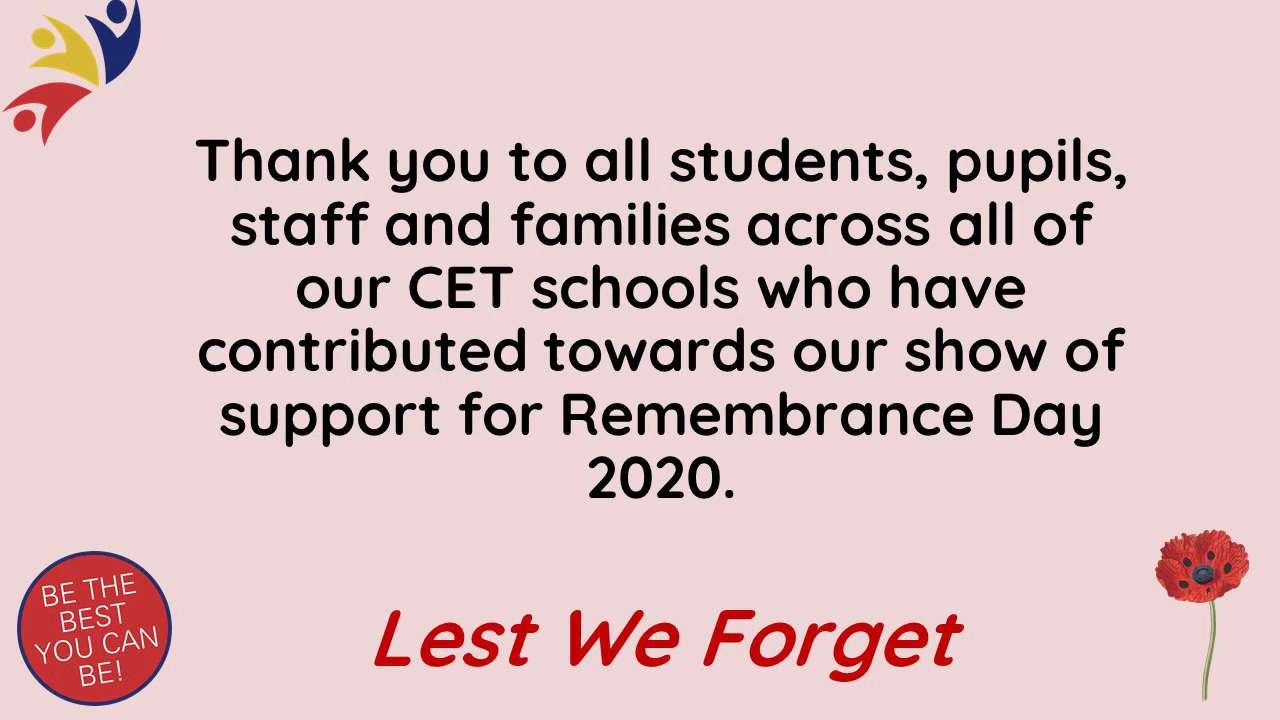 Thank you to all students, pupils,
staff and families across all of
our CET schools who have
contributed towards our show of
support for Remembrance Day
2020.
BE THE
BEST
YOU CAN
BE!
Lest We Forget